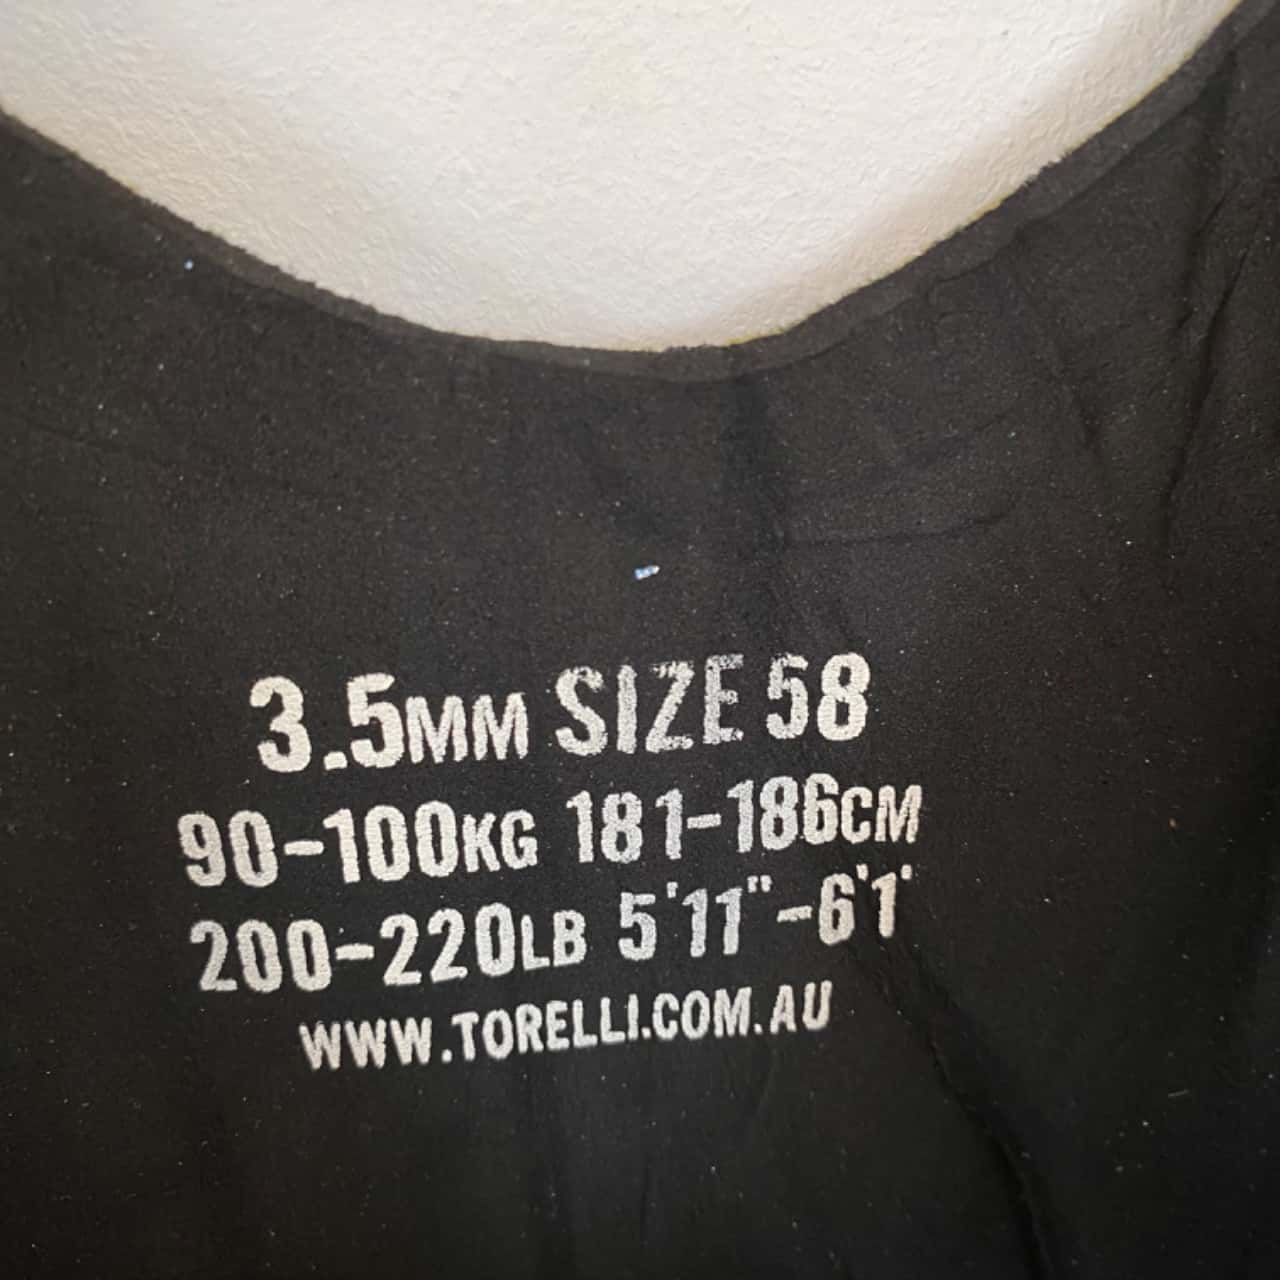 3.5MM SIZE 58
90-100KG 181-186CM
200-220LB 5'11"-6'1'
WWW.TORELLI.COM.AU